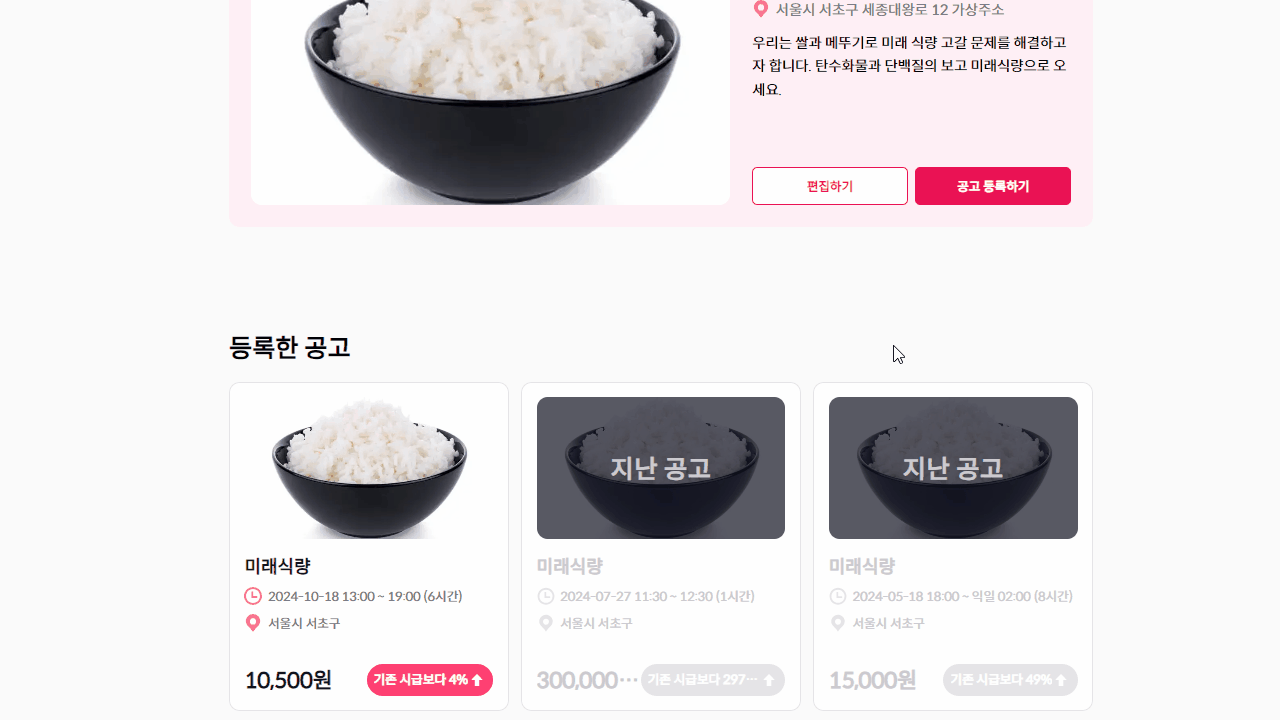 서울시 서초구 세종대왕로 12 가상주소
우리는 쌀과 메뚜기로 미래 식량 고갈 문제를 해결하고
자 합니다. 탄수화물과 단백질의 보고 미래식량으로 오
세요.
편집하기
공고 등록하기
등록한 공고
미래식량
2024-10-18 13:00 ~ 19:00 (6시간)
서울시 서초구
10,500원
기존 시급보다 4%
지난 공고
미래식량
2024-07-27 11:30 ~ 12:30 (1시간)
서울시 서초구
300,000…
기존 시급보다 297…
지난 공고
미래식량
2024-05-18 18:00 ~ 익일 02:00 (8시간)
서울시 서초구
15,000원
기존 시급보다 49%